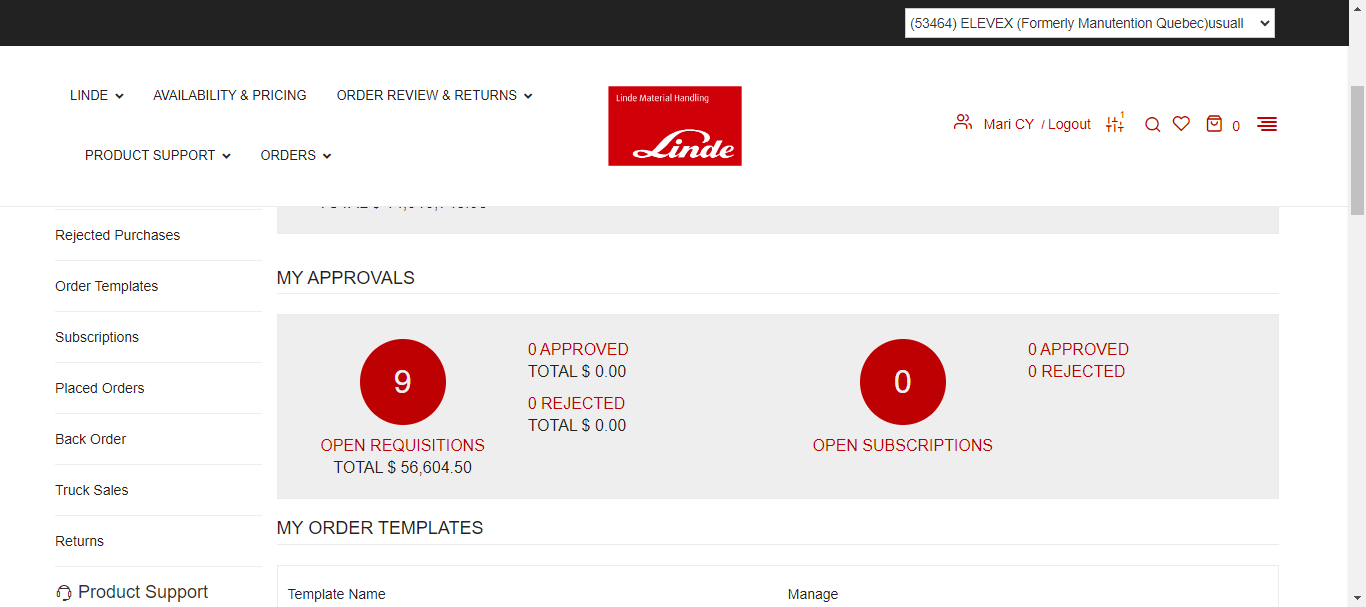 (53464) ELEVEX (Formerly Manutention Quebec)usuall
LINDE
AVAILABILITY & PRICING
ORDER REVIEW & RETURNS
PRODUCT SUPPORT
ORDERS
Linde Material Handling
Linde
Mari CY / Logout
1
0
Rejected Purchases
Order Templates
Subscriptions
Placed Orders
Back Order
Truck Sales
Returns
Product Support
MY APPROVALS
9
OPEN REQUISITIONS
TOTAL $ 56,604.50
0 APPROVED
TOTAL $ 0.00
0 REJECTED
TOTAL $ 0.00
0
OPEN SUBSCRIPTIONS
0 APPROVED
0 REJECTED
MY ORDER TEMPLATES
Template Name
Manage